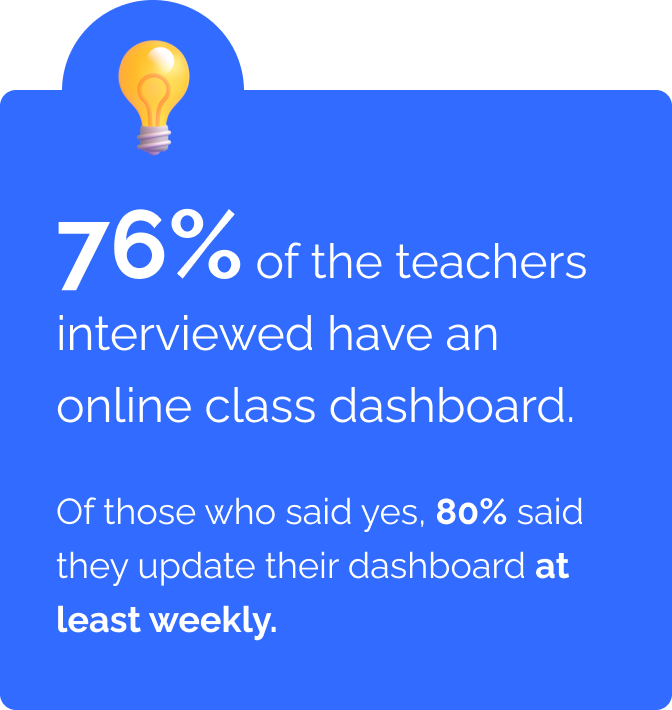 76% of the teachers
interviewed have an
online class dashboard.
Of those who said yes, 80% said
they update their dashboard at
least weekly.